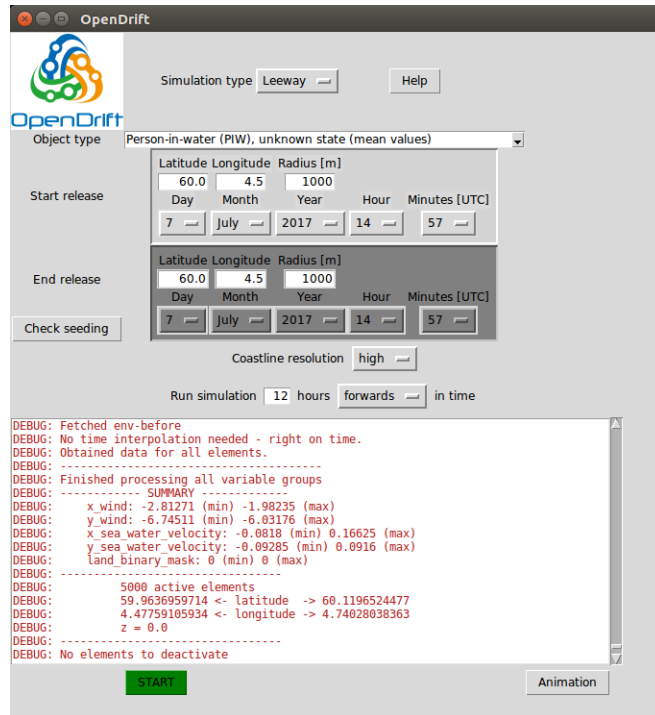 OpenDrift
OpenDrift
Simulation type Leeway Help
Object type Person-in-water (PIW), unknown state (mean values)
Start release
Latitude Longitude Radius [m]
60.0 4.5 1000
Day Month Year Hour Minutes [UTC]
7 July 2017 14 57
End release
Latitude Longitude Radius [m]
60.0 4.5 1000
Day Month Year Hour Minutes [UTC]
7 July 2017 14 57
Check seeding
Coastline resolution high
Run simulation 12 hours forwards in time
DEBUG: Fetched env-before
DEBUG: No time interpolation needed - right on time.
DEBUG: Obtained data for all elements.
DEBUG: ---------------------------------------
DEBUG: Finished processing all variable groups
DEBUG: ------------ SUMMARY -------------
DEBUG:     x_wind: -2.81271 (min) -1.98235 (max)
DEBUG:     y_wind: -6.74511 (min) -6.03176 (max)
DEBUG:     x_sea_water_velocity: -0.0818 (min) 0.16625 (max)
DEBUG:     y_sea_water_velocity: -0.09285 (min) 0.0916 (max)
DEBUG:     land_binary_mask: 0 (min) 0 (max)
DEBUG: ---------------------------------
DEBUG:          5000 active elements
DEBUG:          59.9636959714 <- latitude  -> 60.1196524477
DEBUG:          4.47759105934 <- longitude -> 4.74028038363
DEBUG:          z = 0.0
DEBUG: ---------------------------------
DEBUG: No elements to deactivate
START Animation